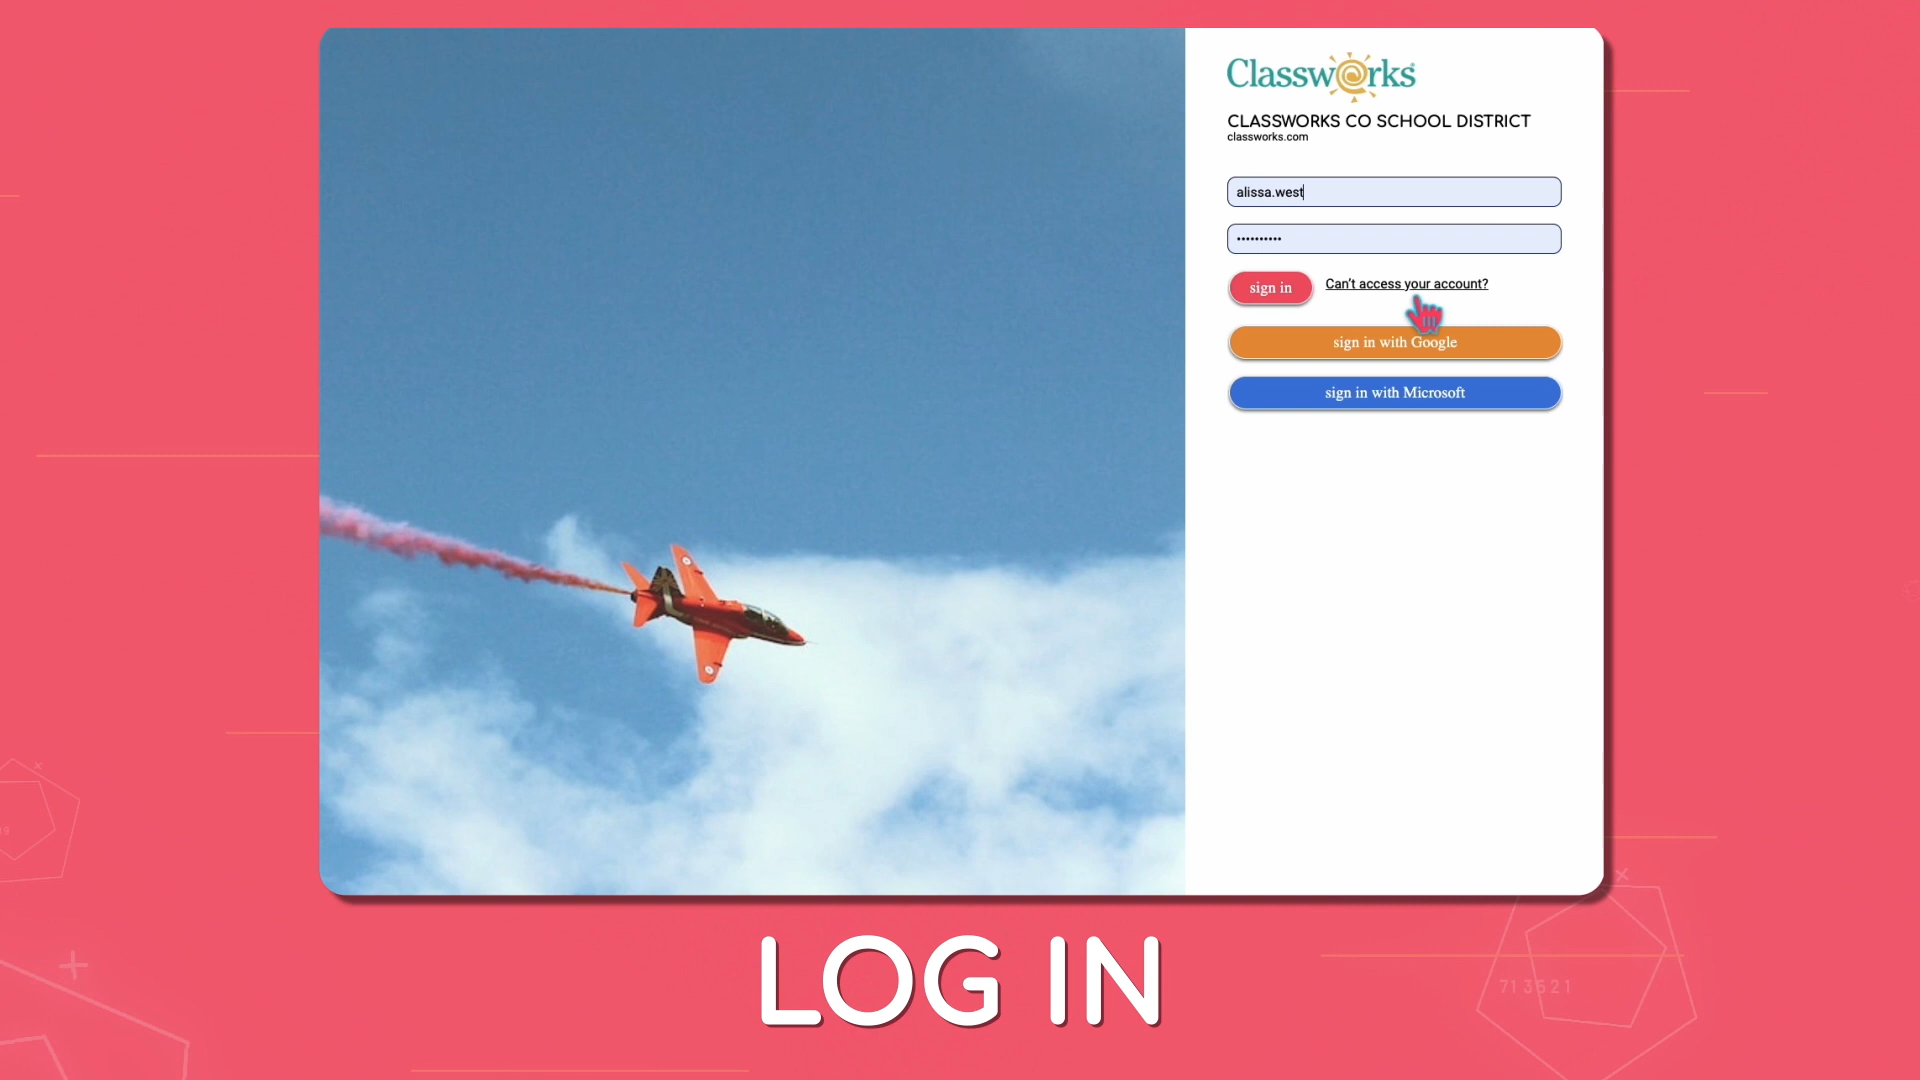 Classworks
CLASSWORKS CO SCHOOL DISTRICT
classworks.com
alissa.west
••••••••••
sign in
Can't access your account?
sign in with Google
sign in with Microsoft
713521
LOG IN